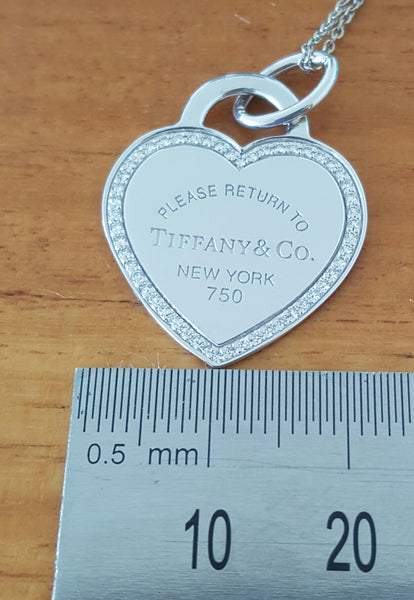 PLEASE RETURN TO
TIFFANY & CO.
NEW YORK
750
0.5 mm
10 20